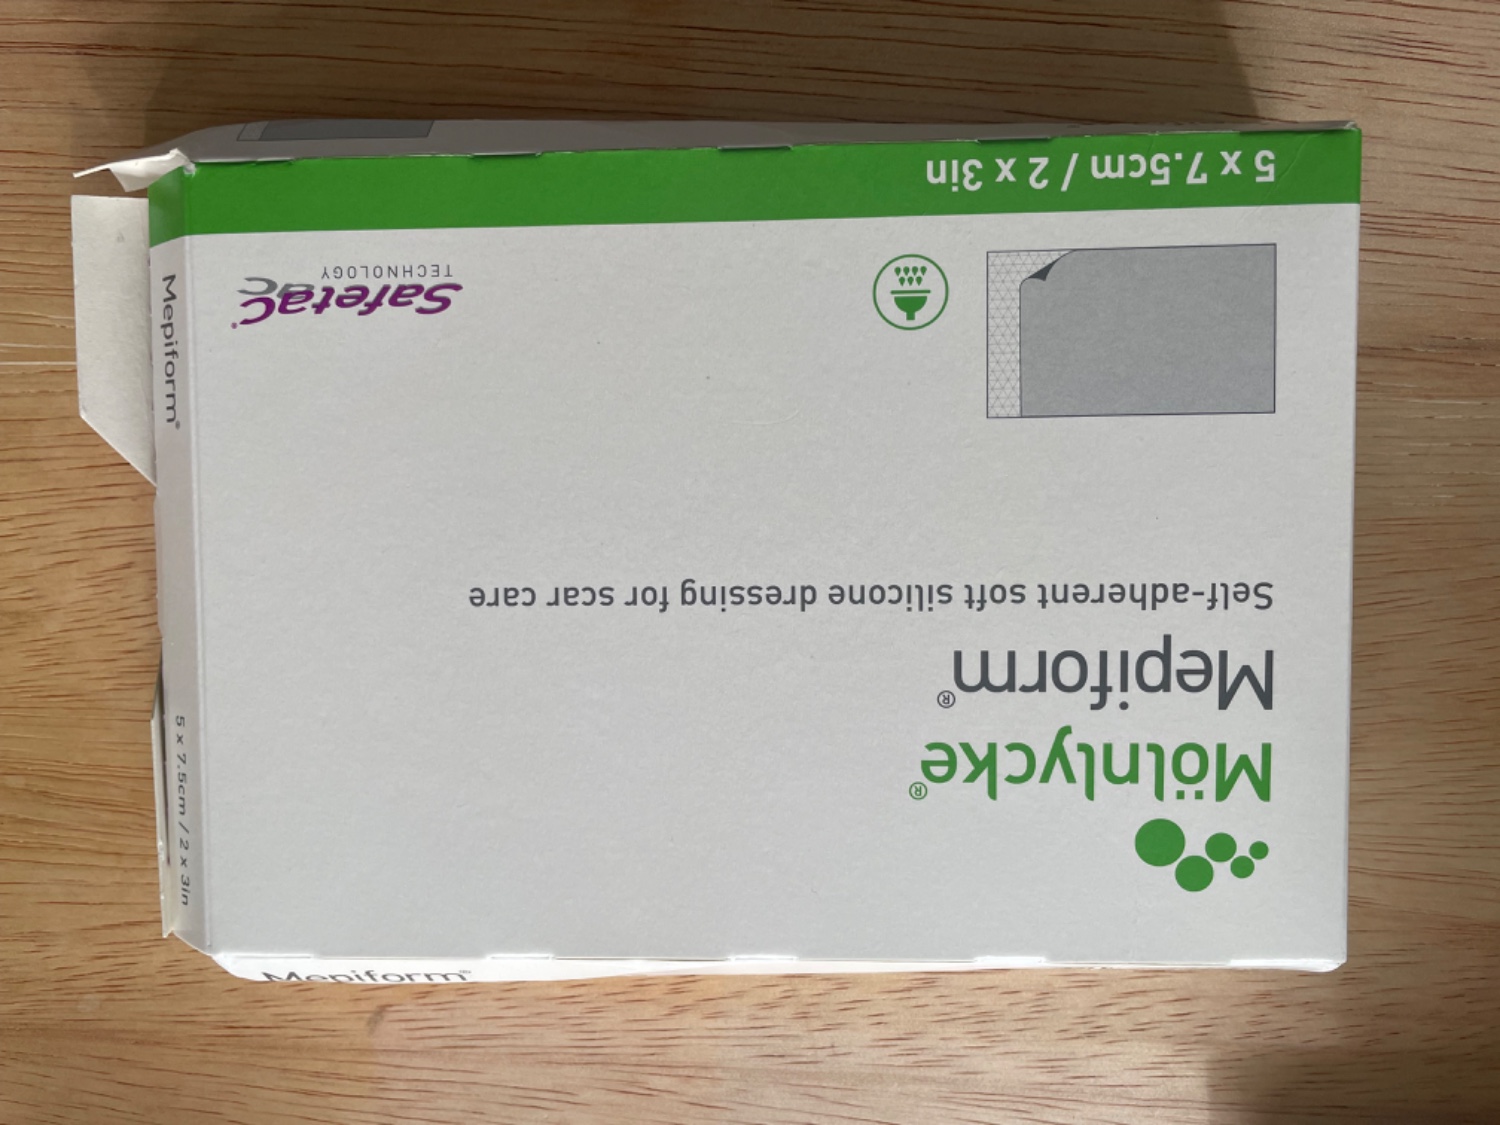 Mölnlycke®
Mepiform®
Self-adherent soft silicone dressing for scar care
Safetac®
TECHNOLOGY
5 x 7.5cm / 2 x 3in
Mepiform®
5 x 7.5cm / 2 x 3in
Mepiform®